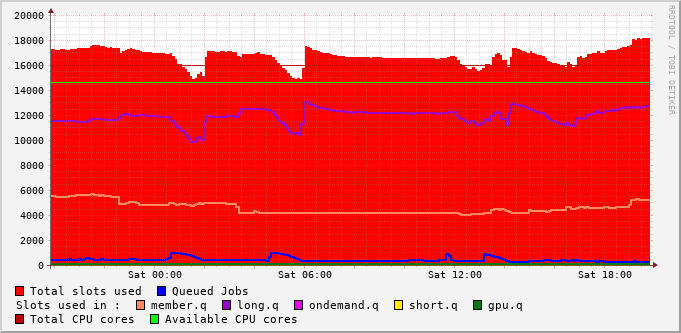 20000
18000
16000
14000
12000
10000
8000
6000
4000
2000
0
Sat 00:00 Sat 06:00 Sat 12:00 Sat 18:00
RRDTOOL / TOBI OETIKER
Total slots used Queued Jobs
Slots used in : member.q long.q ondemand.q short.q gpu.q
Total CPU cores Available CPU cores